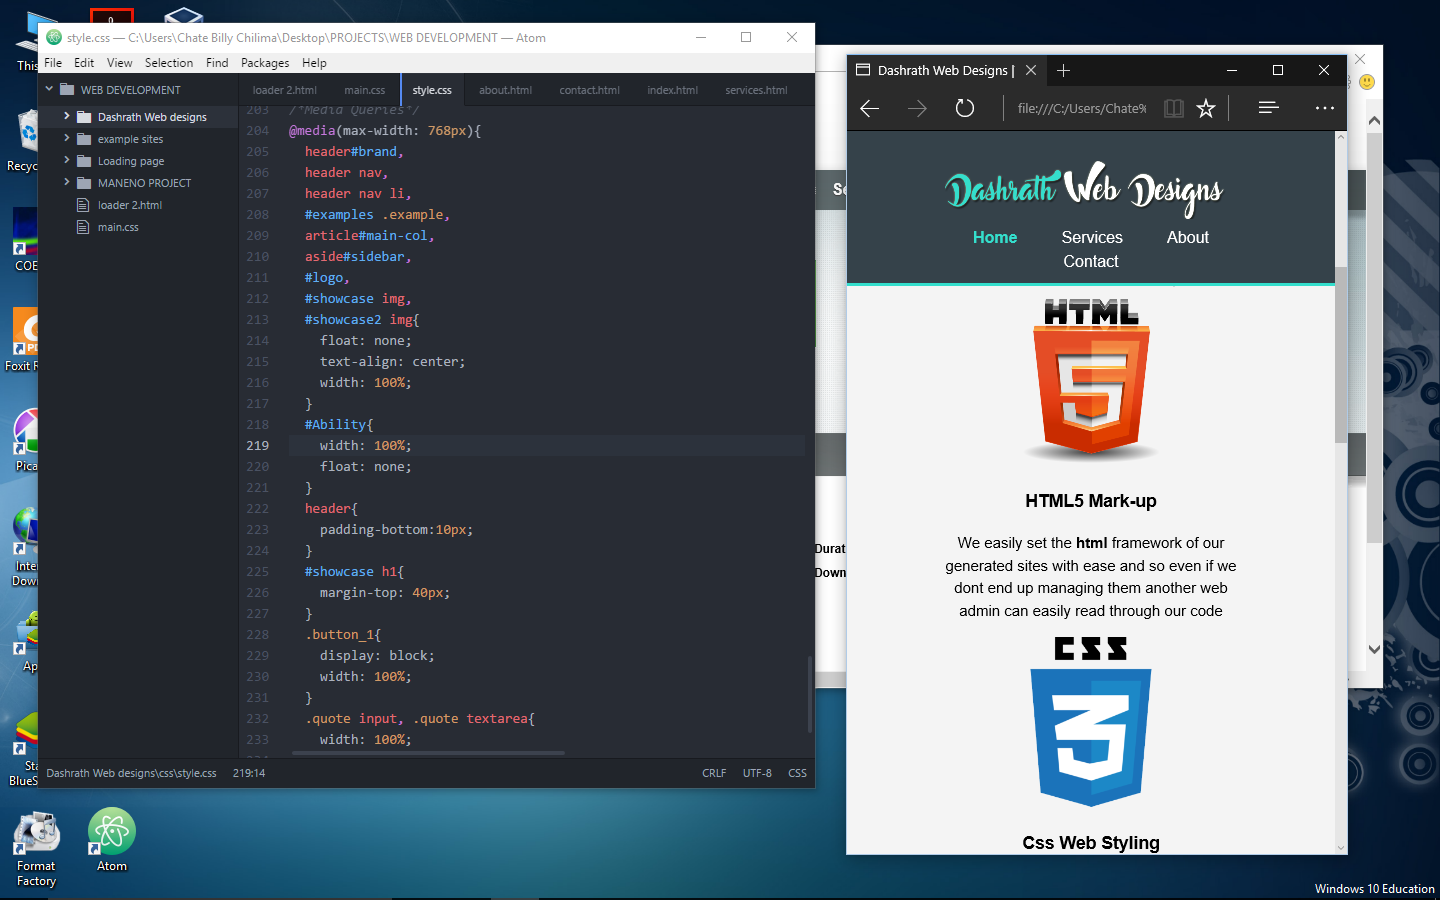 style.css — C:\Users\Chate Billy Chilima\Desktop\PROJECTS\WEB DEVELOPMENT — Atom
File Edit View Selection Find Packages Help
WEB DEVELOPMENT
Dashrath Web designs
example sites
Loading page
MANENO PROJECT
loader 2.html
main.css
loader 2.html main.css style.css about.html contact.html index.html services.html
203 /*Media Queries*/
204 @media(max-width: 768px){
205 header#brand,
206 header nav,
207 header nav li,
208 #examples .example,
209 article#main-col,
210 aside#sidebar,
211 #logo,
212 #showcase img,
213 #showcase2 img{
214 float: none;
215 text-align: center;
216 width: 100%;
217 }
218 #Ability{
219 width: 100%;
220 float: none;
221 }
222 header{
223 padding-bottom:10px;
224 }
225 #showcase h1{
226 margin-top: 40px;
227 }
228 .button_1{
229 display: block;
230 width: 100%;
231 }
232 .quote input, .quote textarea{
233 width: 100%;
Dashrath Web designs\css\style.css 219:14 CRLF UTF-8 CSS
Dashrath Web Designs |
file:///C:/Users/Chate%
Dashrath Web Designs
Home Services About
Contact
HTML
5
HTML5 Mark-up
We easily set the html framework of our
generated sites with ease and so even if we
dont end up managing them another web
admin can easily read through our code
CSS
3
Css Web Styling
Se
Durat
Down
This
Recyc
COE
Foxit R
PD
Pica
Inter
Dow
Ap
Sta
BlueS
Format
Factory
Atom
Windows 10 Education